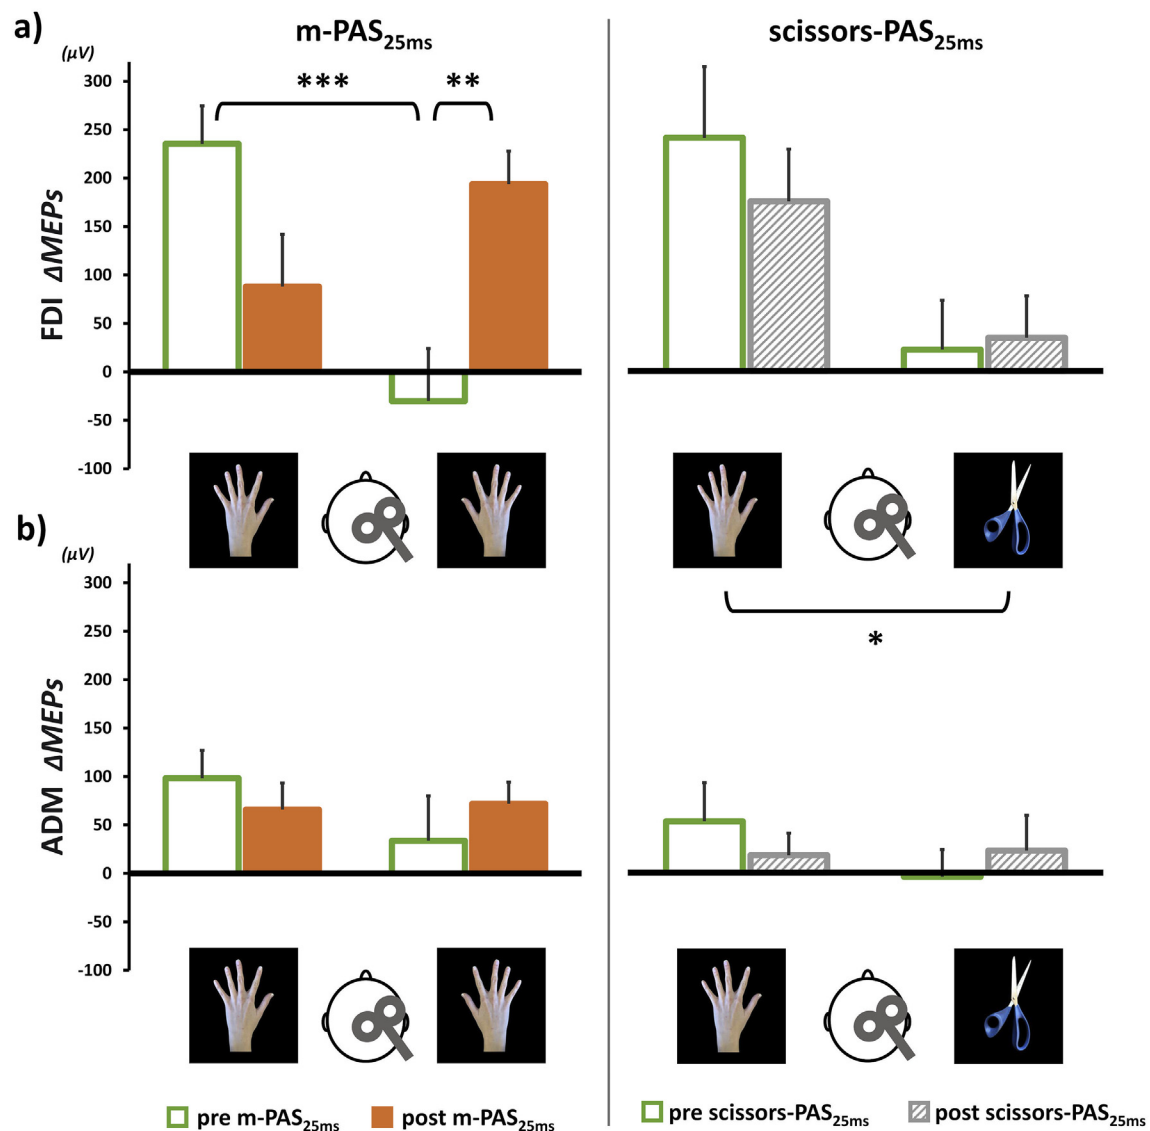 a)
(μV)
m-PAS25ms
scissors-PAS25ms
***
**
300
250
200
150
100
50
0
-50
-100
FDI ΔMEPs
*
b)
(μV)
300
250
200
150
100
50
0
-50
-100
ADM ΔMEPs
pre m-PAS25ms
post m-PAS25ms
pre scissors-PAS25ms
post scissors-PAS25ms